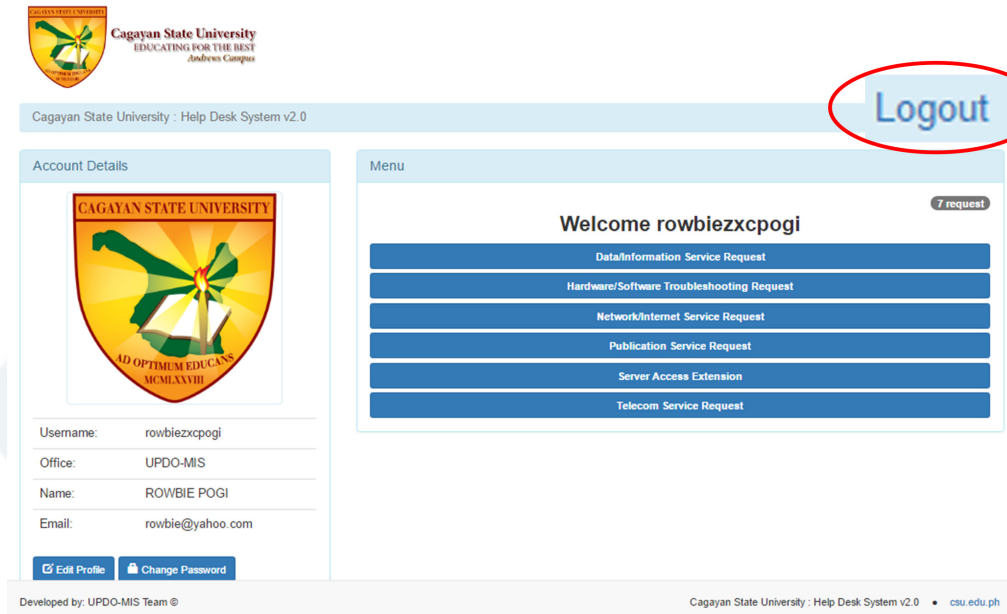 CAGAYAN STATE UNIVERSITY
Cagayan State University
EDUCATING FOR THE BEST
Andrews Campus
Cagayan State University : Help Desk System v2.0
Logout
Account Details
CAGAYAN STATE UNIVERSITY
AD OPTIMUM EDUCANS
MCMLXXVIII
Username: rowbiezxcpogi
Office: UPDO-MIS
Name: ROWBIE POGI
Email: rowbie@yahoo.com
Edit Profile Change Password
Menu
7 request
Welcome rowbiezxcpogi
Data/Information Service Request
Hardware/Software Troubleshooting Request
Network/Internet Service Request
Publication Service Request
Server Access Extension
Telecom Service Request
Developed by: UPDO-MIS Team ©
Cagayan State University : Help Desk System v2.0 • csu.edu.ph